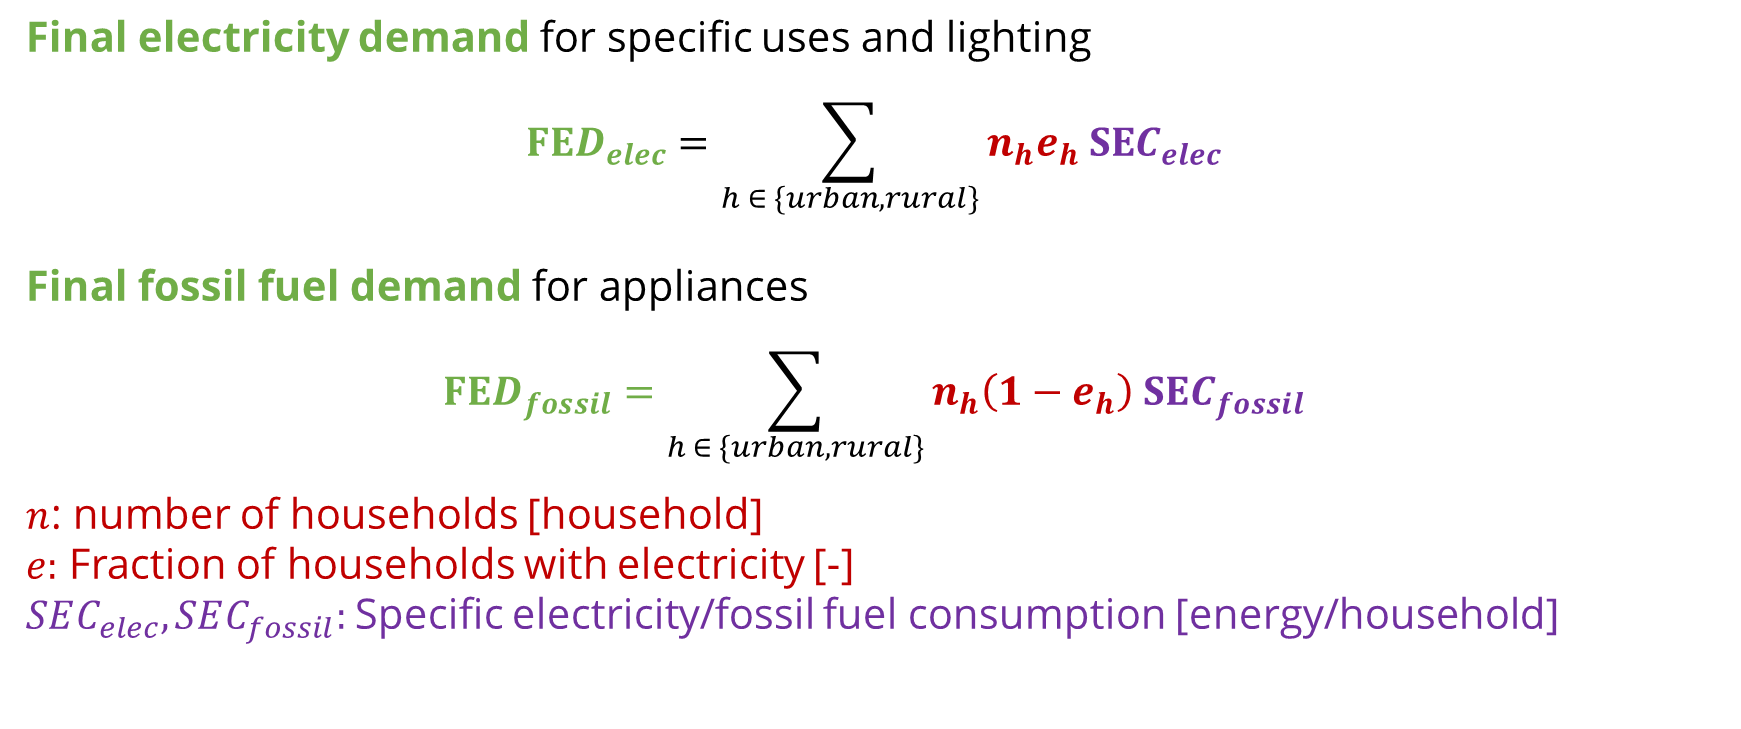 Final electricity demand for specific uses and lighting
FED_elec = ∑_{h ∈ {urban,rural}} n_h e_h SEC_elec
Final fossil fuel demand for appliances
FED_fossil = ∑_{h ∈ {urban,rural}} n_h(1 − e_h) SEC_fossil
n: number of households [household]
e: Fraction of households with electricity [-]
SEC_elec, SEC_fossil: Specific electricity/fossil fuel consumption [energy/household]